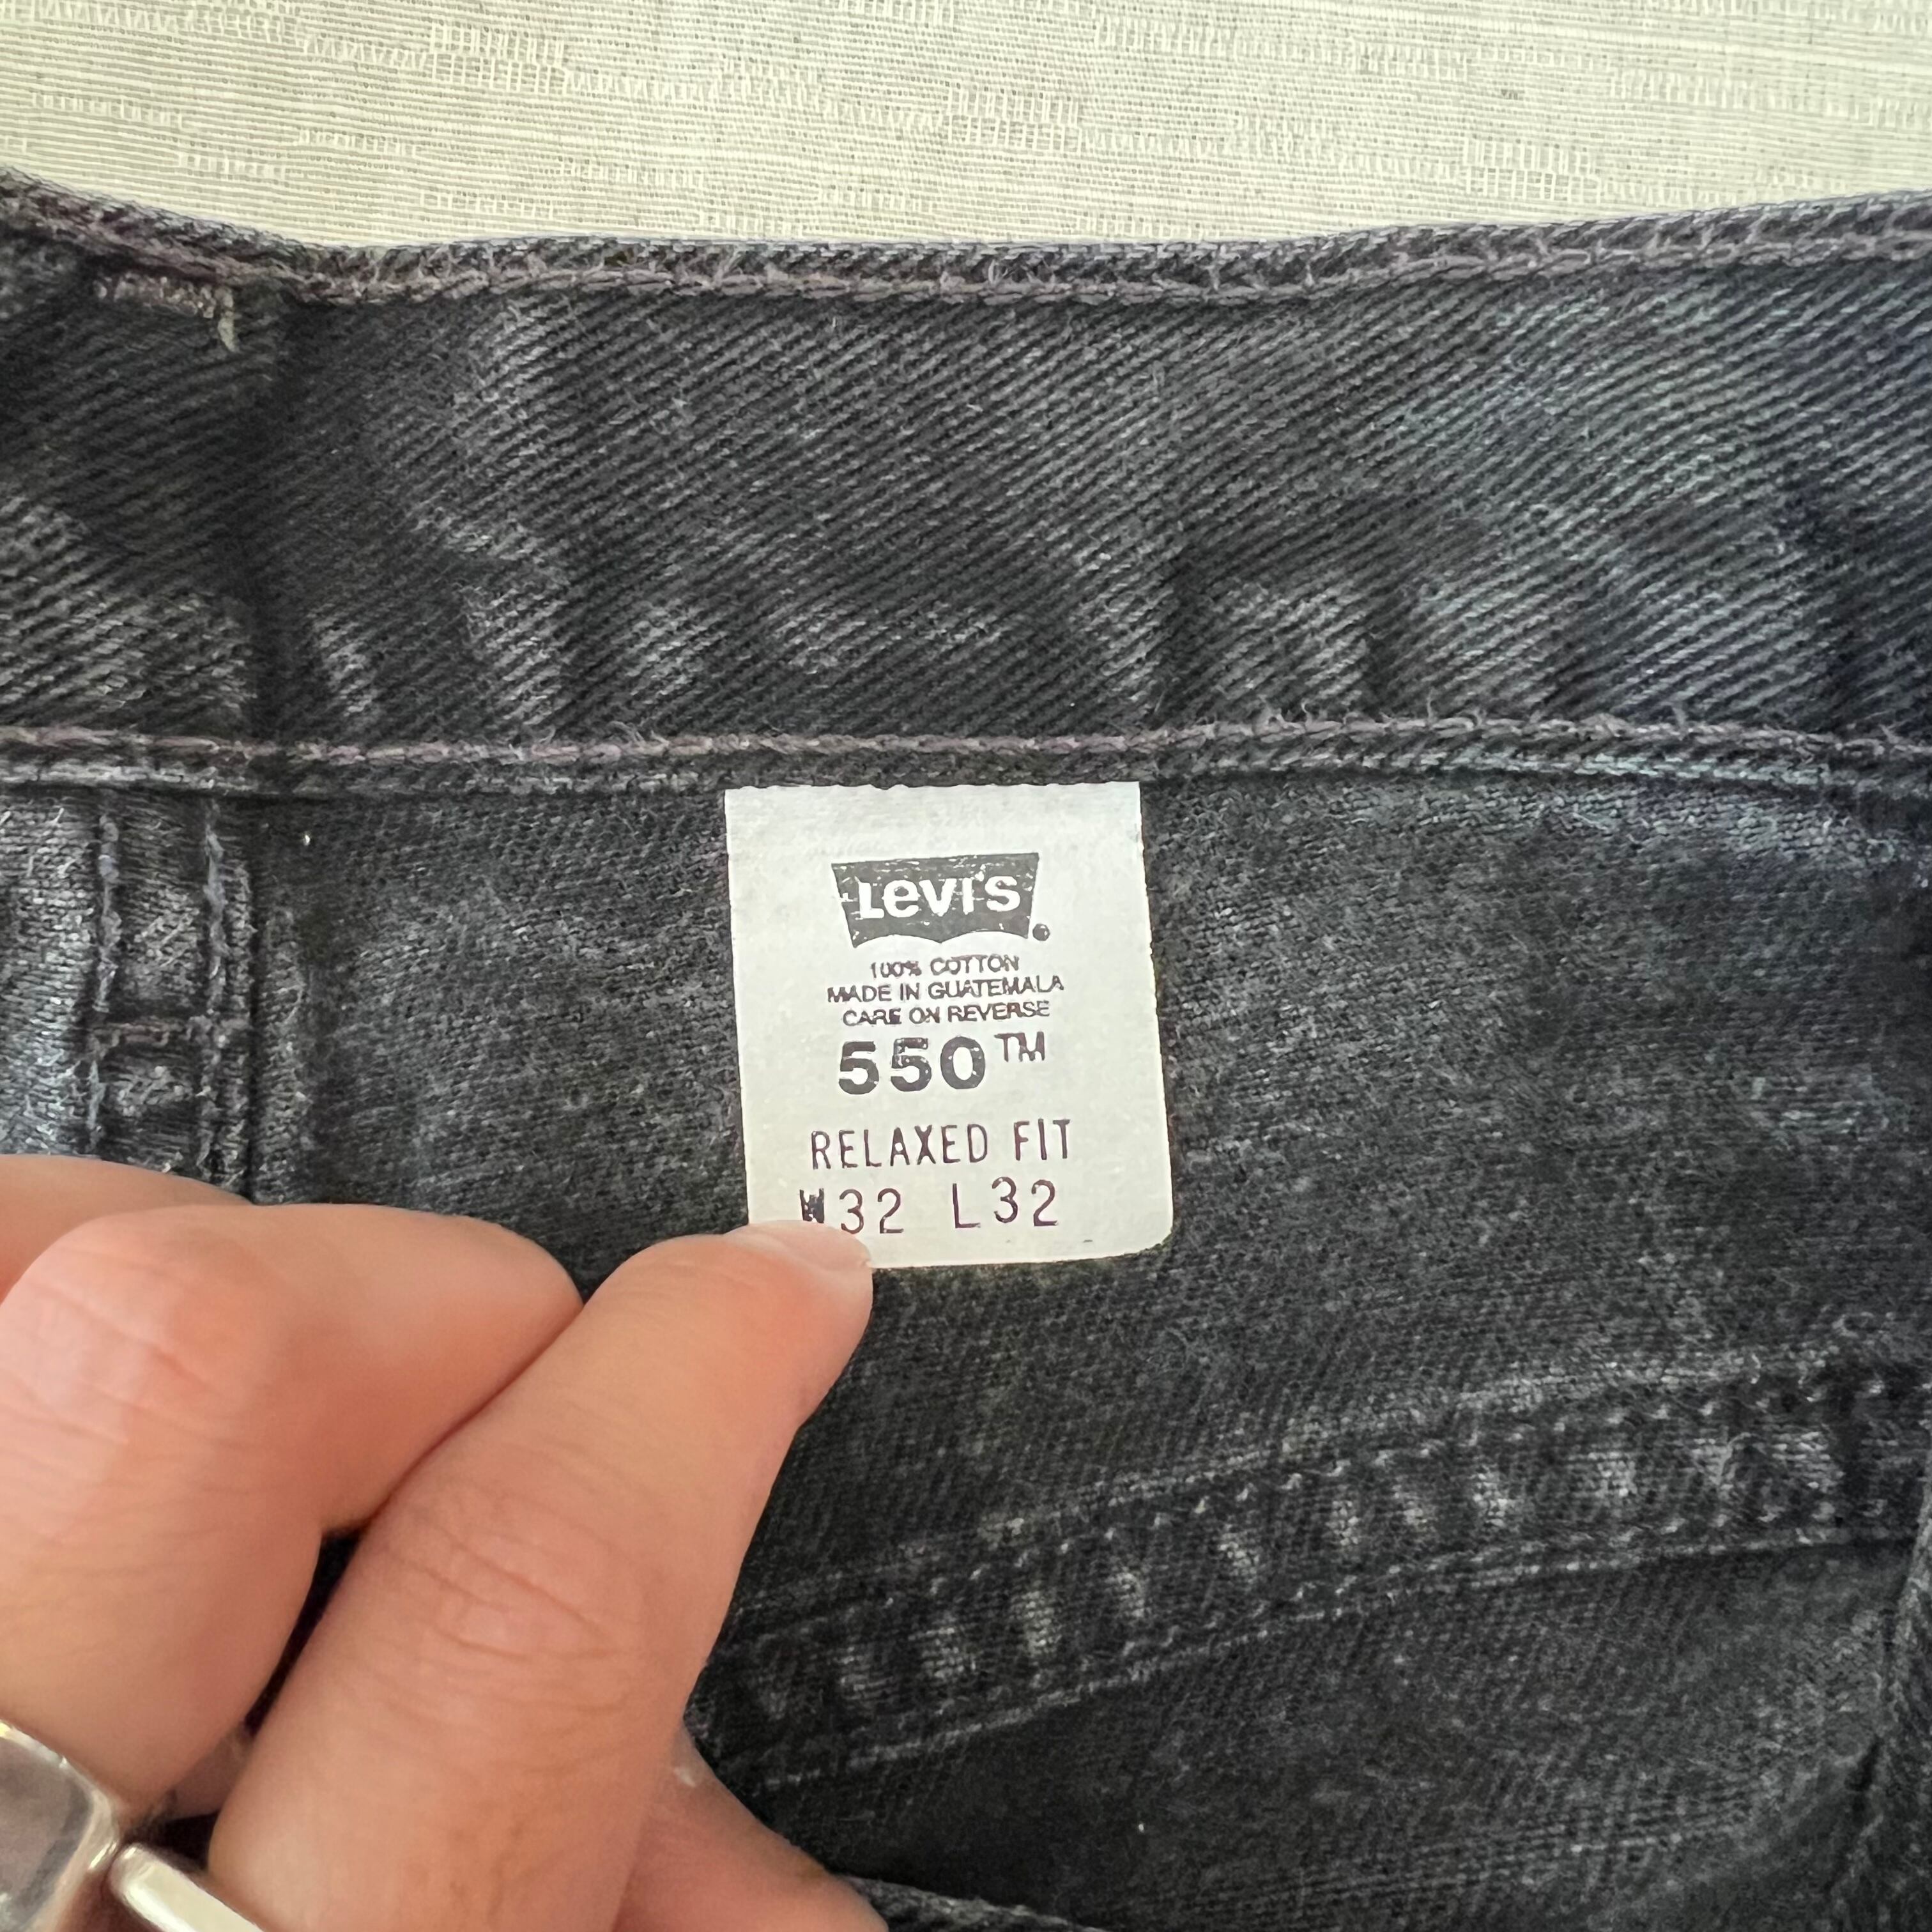 Levi's
100% COTTON
MADE IN GUATEMALA
CARE ON REVERSE
550™
RELAXED FIT
W32 L32